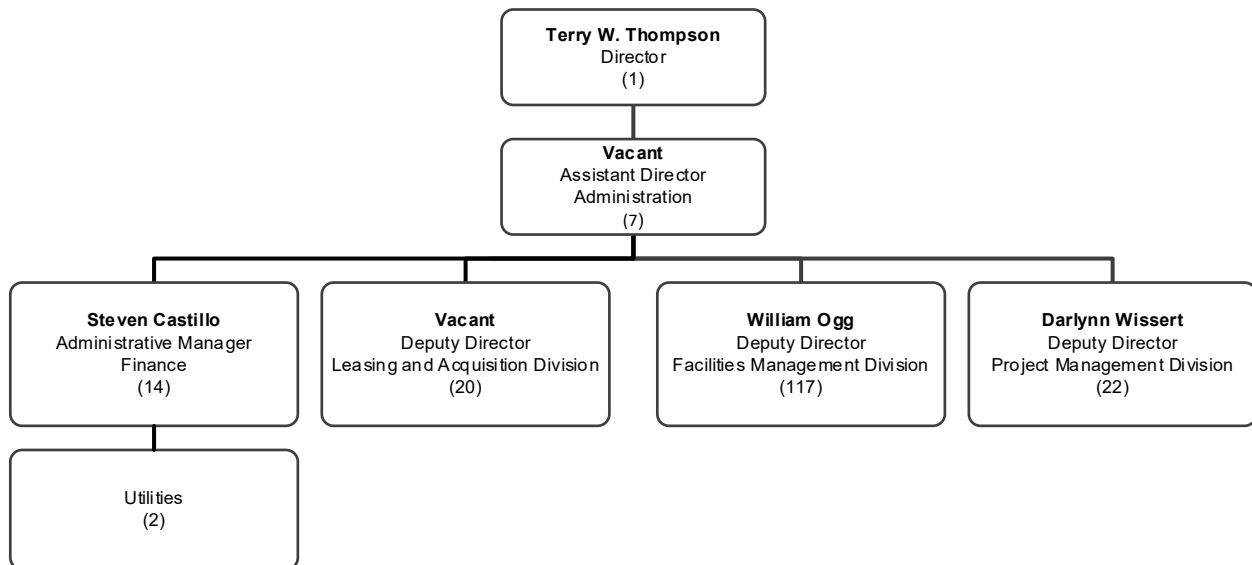 Terry W. Thompson
Director
(1)
Vacant
Assistant Director
Administration
(7)
Steven Castillo
Administrative Manager
Finance
(14)
Vacant
Deputy Director
Leasing and Acquisition Division
(20)
William Ogg
Deputy Director
Facilities Management Division
(117)
Darlynn Wissert
Deputy Director
Project Management Division
(22)
Utilities
(2)